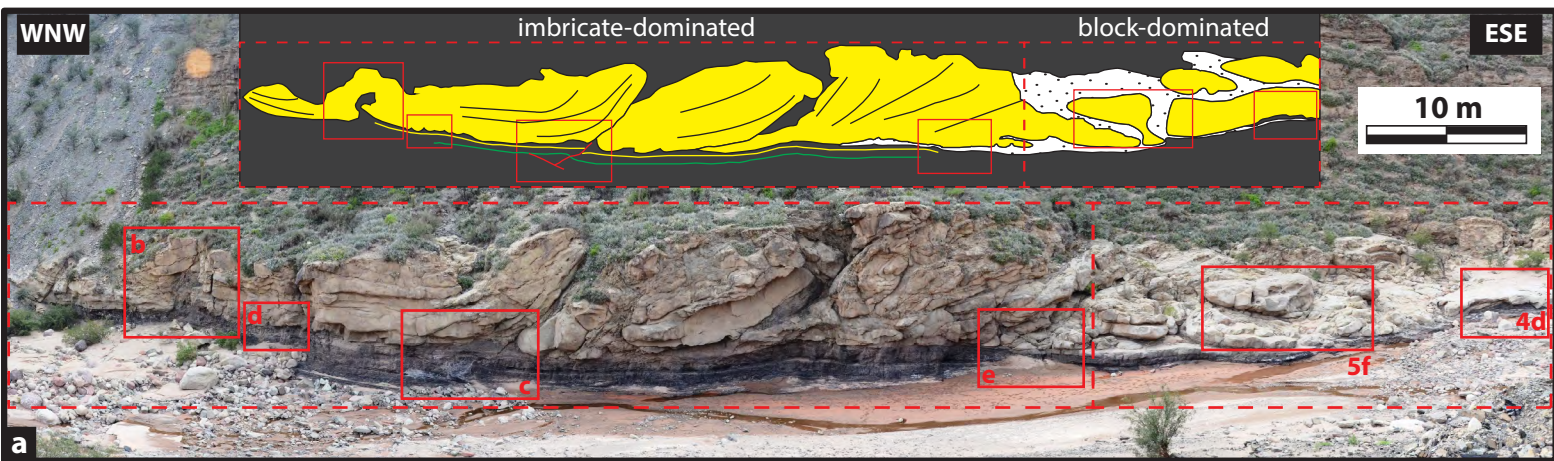 WNW
imbricate-dominated
block-dominated
ESE
10 m
b
d
c
e
5f
4d
a